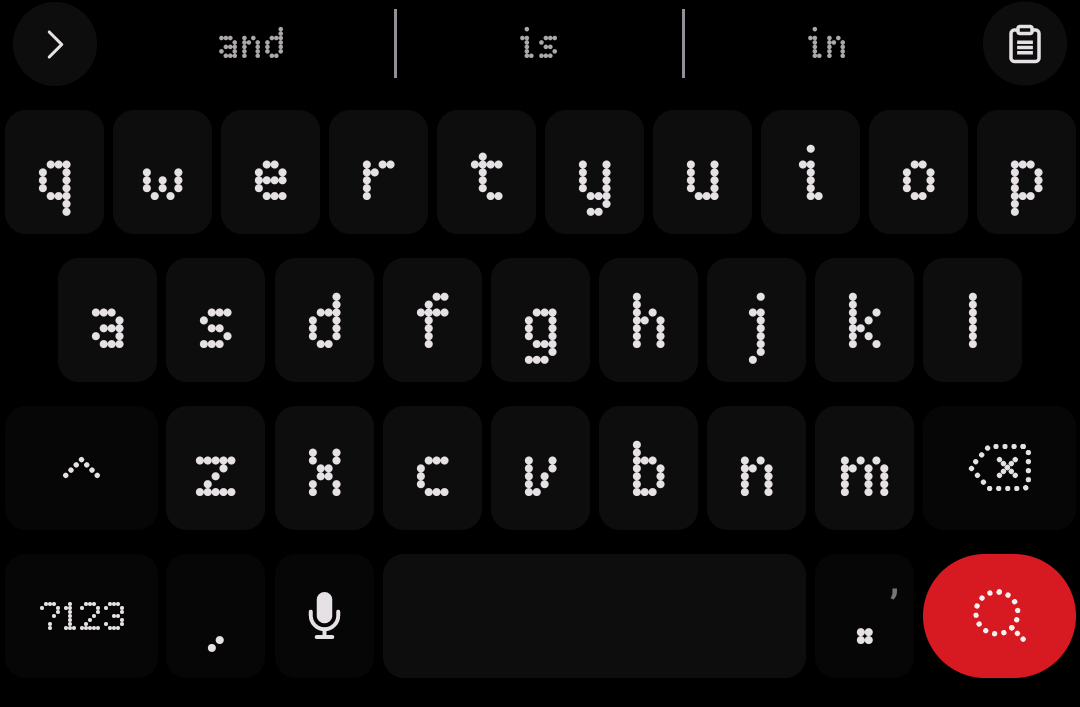 and is in
q w e r t y u i o p
a s d f g h j k l
z x c v b n m
?123 , . ,